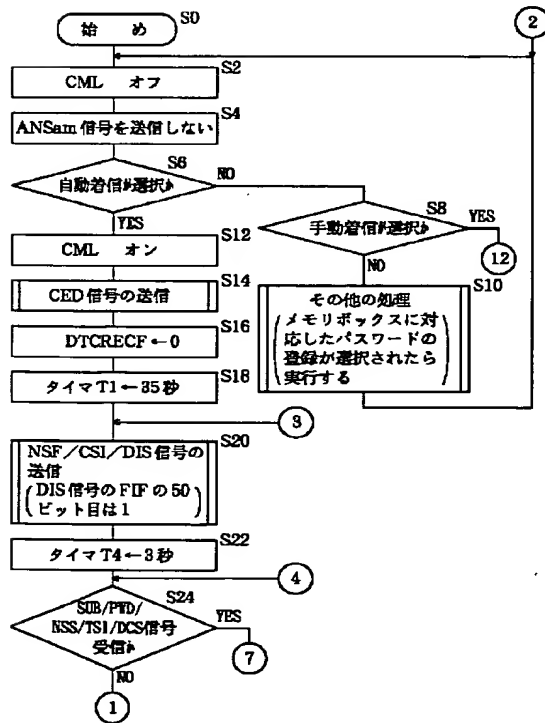 始 め
S0
2
S2
CML オフ
S4
ANSam 信号を送信しない
S6
自動着信が選択か
NO
YES
S8
手動着信が選択か
YES
12
NO
S10
その他の処理
(メモリボックスに対
応したパスワードの
登録が選択されたら
実行する)
S12
CML オン
S14
CED 信号の送信
S16
DTCRECF←0
S18
タイマ T1←35 秒
3
S20
NSF/CSI/DIS 信号の
送信
(DIS 信号の FIF の 50
ビット目は 1)
S22
タイマ T4←3 秒
4
S24
SUB/PWD/
NSS/TSI/DCS信号
受信か
YES
7
NO
1